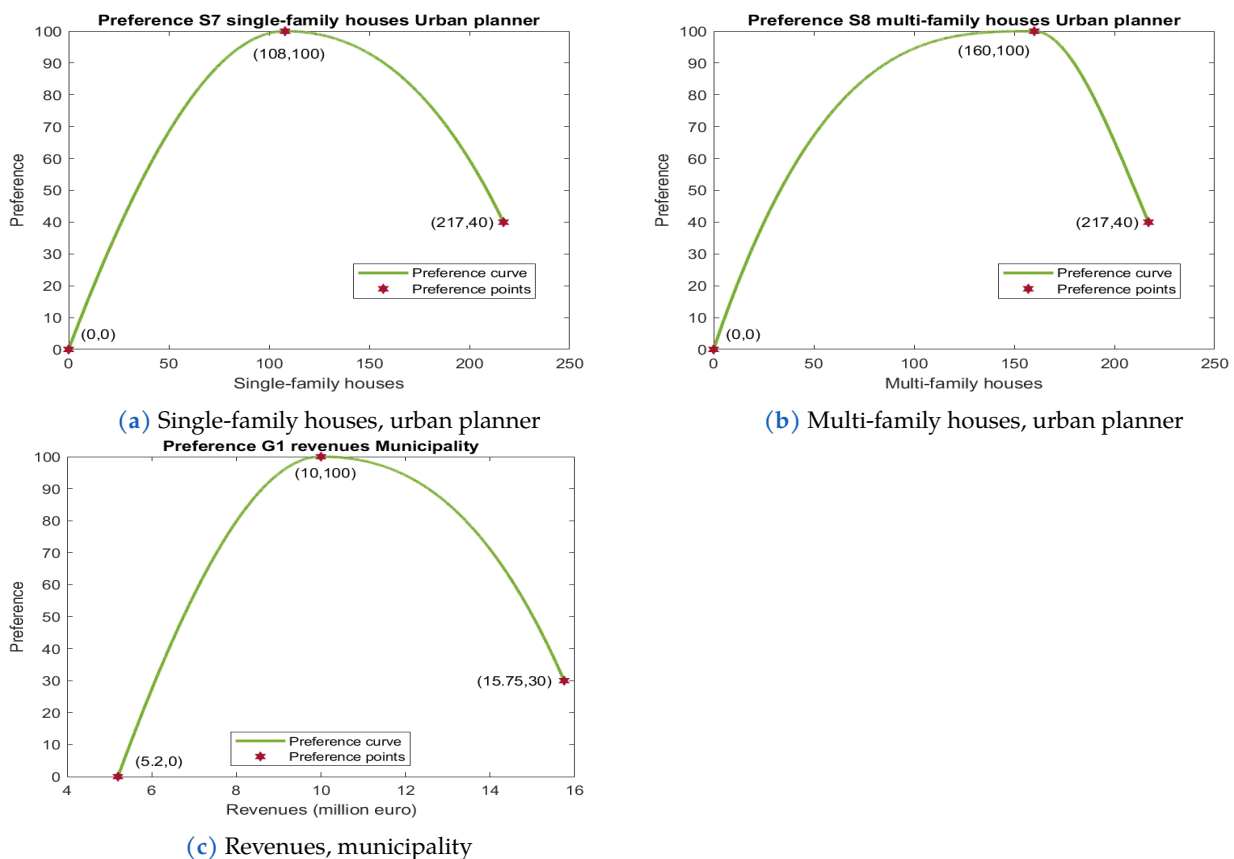 Preference S7 single-family houses Urban planner
Preference
100
90
80
70
60
50
40
30
20
10
0
(108,100)
(217,40)
(0,0)
Preference curve
Preference points
0 50 100 150 200 250
Single-family houses
(a) Single-family houses, urban planner
Preference S8 multi-family houses Urban planner
Preference
100
90
80
70
60
50
40
30
20
10
0
(160,100)
(217,40)
(0,0)
Preference curve
Preference points
0 50 100 150 200 250
Multi-family houses
(b) Multi-family houses, urban planner
Preference G1 revenues Municipality
Preference
100
90
80
70
60
50
40
30
20
10
0
(10,100)
(15.75,30)
(5.2,0)
Preference curve
Preference points
4 6 8 10 12 14 16
Revenues (million euro)
(c) Revenues, municipality